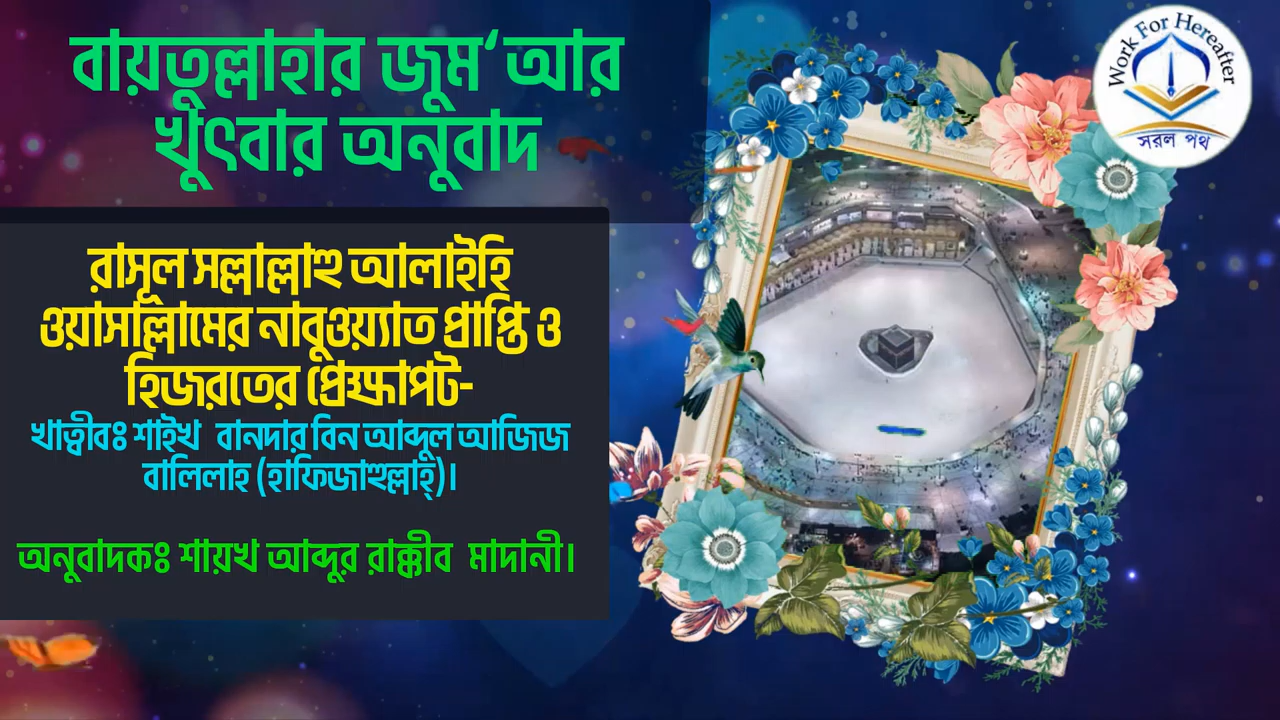 বায়তুল্লাহার জুম‘আর
খুৎবার অনুবাদ
রাসূল সল্লাল্লাহু আলাইহি
ওয়াসাল্লামের নাবুওয়্যাত প্রাপ্তি ও
হিজরতের প্রেক্ষাপট-
খাত্বীবঃ শাইখ বানদার বিন আব্দুল আজিজ
বালিলাহ (হাফিজাহুল্লাহ্)।
অনুবাদকঃ শায়খ আব্দুর রাক্কীব মাদানী।
Work For Hereafter
সরল পথ